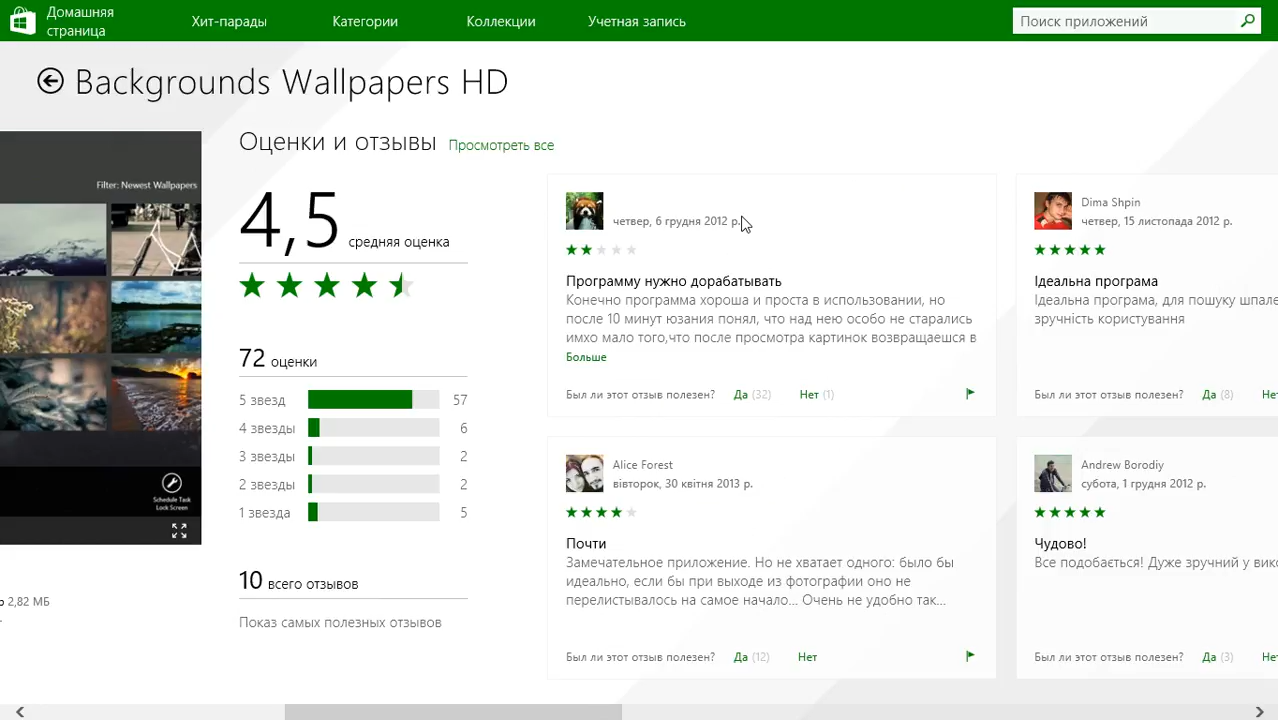 Домашняя
страница
Хит-парады
Категории
Коллекции
Учетная запись
Поиск приложений
Backgrounds Wallpapers HD
Filter: Newest Wallpapers
Schedule Task
Lock Screen
2,82 МБ
Оценки и отзывы Просмотреть все
4,5 средняя оценка
72 оценки
5 звезд 57
4 звезды 6
3 звезды 2
2 звезды 2
1 звезда 5
10 всего отзывов
Показ самых полезных отзывов
четвер, 6 грудня 2012 р.
Программу нужно дорабатывать
Конечно программа хороша и проста в использовании, но
после 10 минут юзания понял, что над нею особо не старались
имхо мало того,что после просмотра картинок возвращаешся в
Больше
Был ли этот отзыв полезен? Да (32) Нет (1)
Alice Forest
вівторок, 30 квітня 2013 р.
Почти
Замечательное приложение. Но не хватает одного: было бы
идеально, если бы при выходе из фотографии оно не
перелистывалось на самое начало... Очень не удобно так...
Был ли этот отзыв полезен? Да (12) Нет
Dima Shpin
четвер, 15 листопада 2012 р.
Ідеальна програма
Ідеальна програма, для пошуку шпале
зручність користування
Был ли этот отзыв полезен? Да (8) Не
Andrew Borodiy
субота, 1 грудня 2012 р.
Чудово!
Все подобається! Дуже зручний у вико
Был ли этот отзыв полезен? Да (3) Не